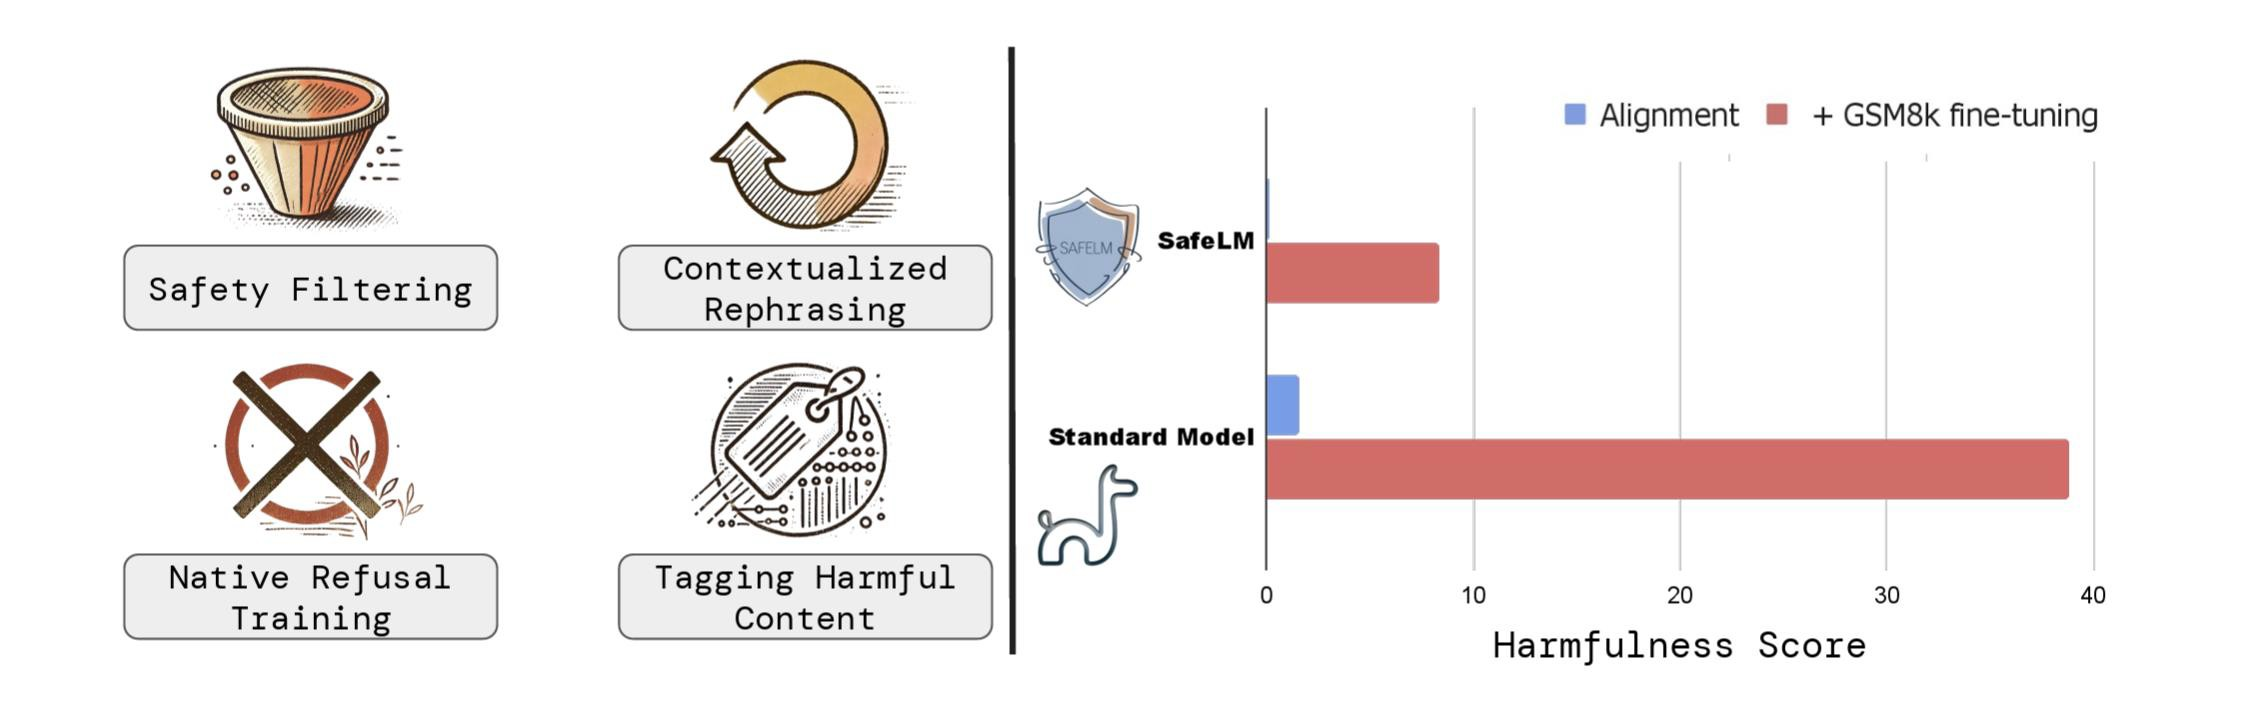 Safety Filtering
Contextualized
Rephrasing
Native Refusal
Training
Tagging Harmful
Content
Alignment
+ GSM8k fine-tuning
SAFELM
SafeLM
Standard Model
0
10
20
30
40
Harmfulness Score